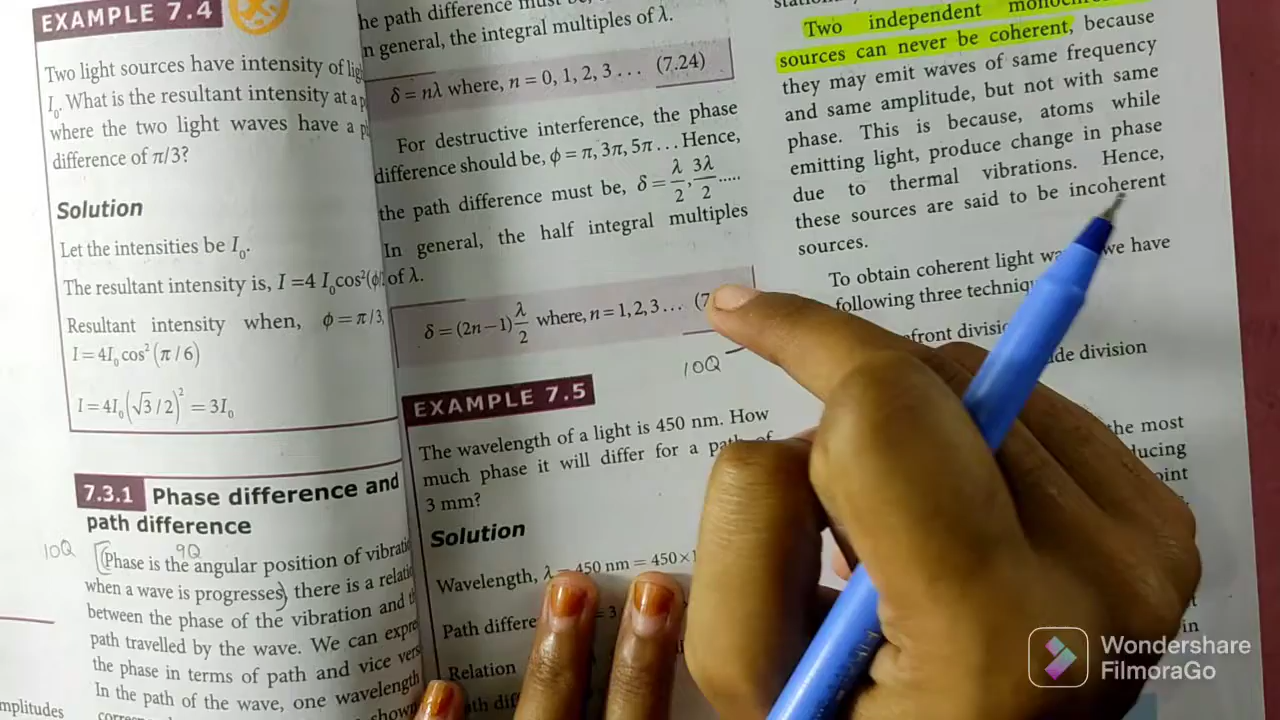 EXAMPLE 7.4
Two light sources have intensity of
I₀. What is the resultant intensity at a
where the two light waves have a
difference of π/3?
Solution
Let the intensities be I₀.
The resultant intensity is, I =4 I₀cos²(ϕ/
Resultant intensity when, ϕ = π/3,
I = 4I₀ cos² (π / 6)
I = 4I₀(√3 / 2)² = 3I₀
7.3.1 Phase difference and
path difference
10Q
9Q
(Phase is the angular position of
when a wave is progresses) there is a
between the phase of the vibration and
path travelled by the wave. We can
the phase in terms of path and vice
In the path of the wave, one wavelength
mplitudes
shown
he path difference must
n general, the integral multiples of λ.
δ = nλ where, n = 0, 1, 2, 3 . . . (7.24)
For destructive interference, the phase
difference should be, ϕ = π, 3π, 5π . . . Hence,
the path difference must be, δ = λ/2, 3λ/2 .....
In general, the half integral multiples
of λ.
δ = (2n − 1) λ/2 where, n = 1, 2, 3 . . . (7
10Q
EXAMPLE 7.5
The wavelength of a light is 450 nm. How
much phase it will differ for a path of
3 mm?
Solution
Wavelength, λ = 450 nm = 450×1
Path differe = 3
Relation
Two independent
sources can never be coherent, because
they may emit waves of same frequency
and same amplitude, but not with same
phase. This is because, atoms while
emitting light, produce change in phase
due to thermal vibrations. Hence,
these sources are said to be incoherent
sources.
To obtain coherent light we have
following three
division
the most
Wondershare
FilmoraGo